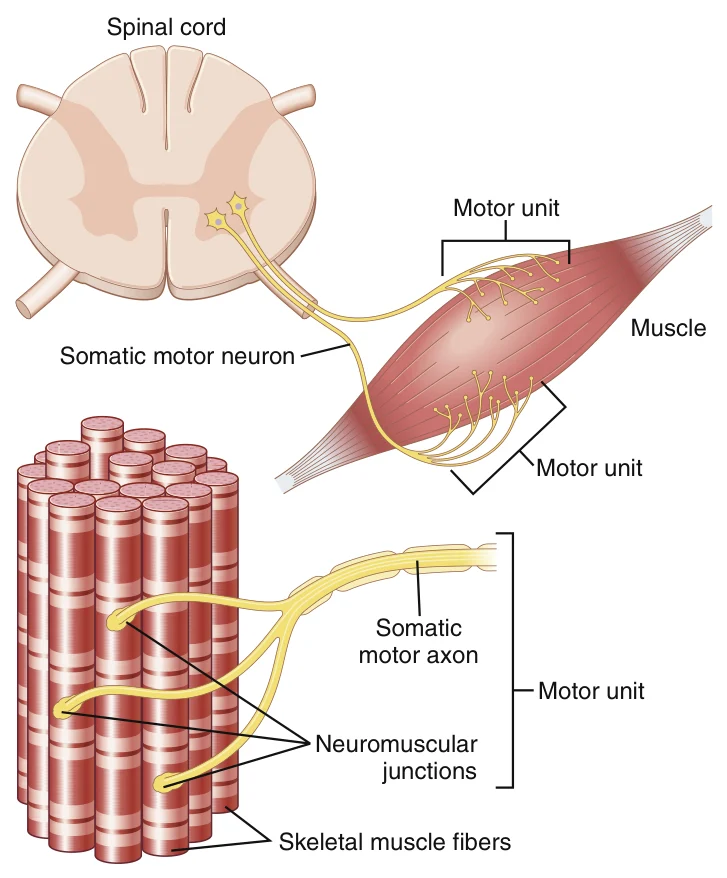 Spinal cord
Motor unit
Muscle
Somatic motor neuron
Motor unit
Somatic
motor axon
Motor unit
Neuromuscular
junctions
Skeletal muscle fibers